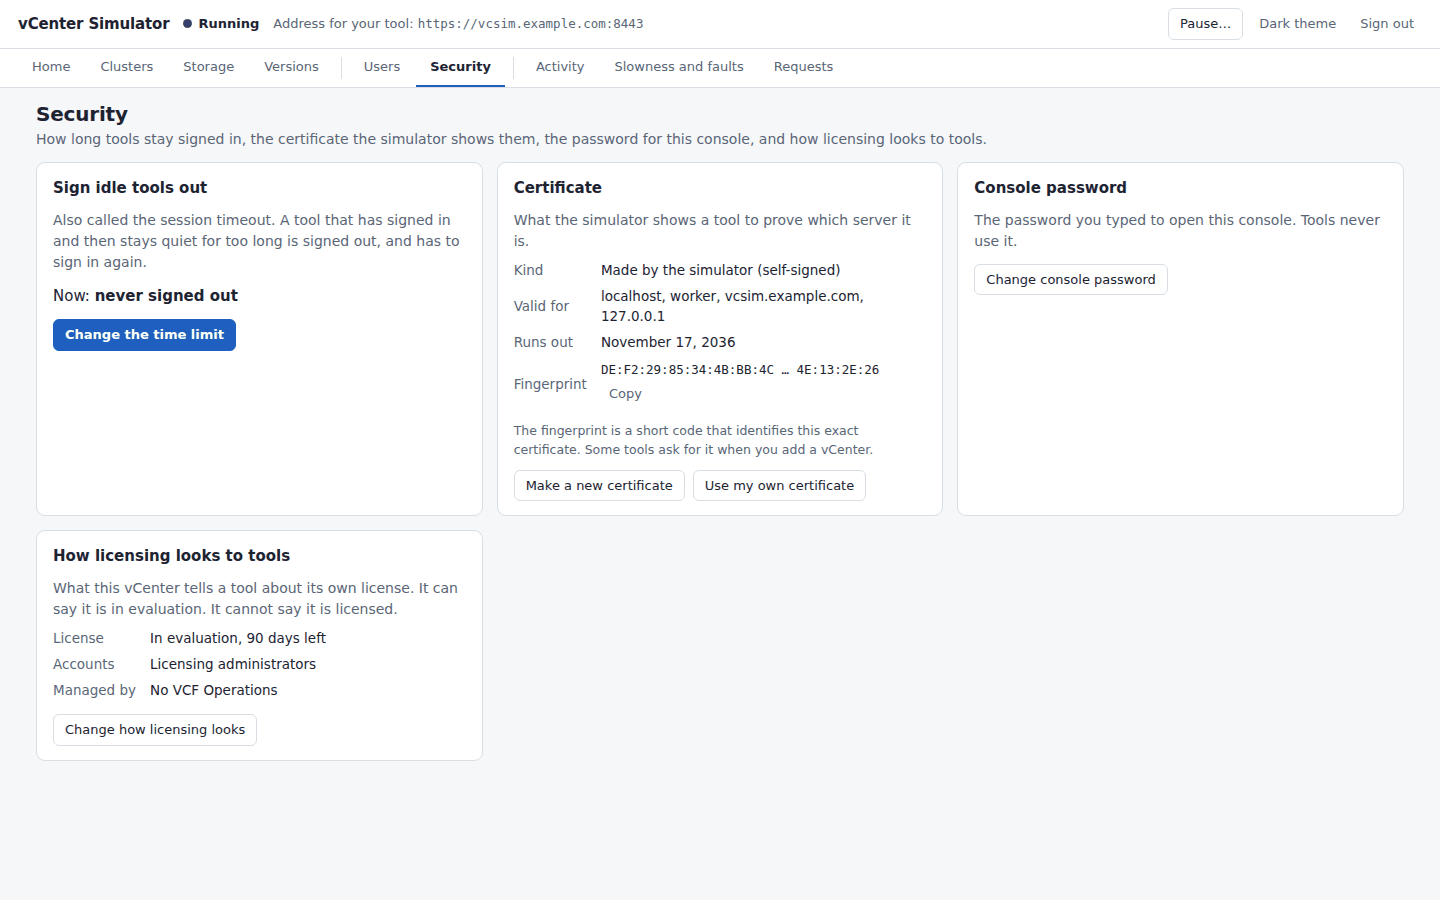 vCenter Simulator
Running
Address for your tool: https://vcsim.example.com:8443
Pause...
Dark theme
Sign out
Home
Clusters
Storage
Versions
Users
Security
Activity
Slowness and faults
Requests
Security
How long tools stay signed in, the certificate the simulator shows them, the password for this console, and how licensing looks to tools.
Sign idle tools out
Also called the session timeout. A tool that has signed in
and then stays quiet for too long is signed out, and has to
sign in again.
Now: never signed out
Change the time limit
Certificate
What the simulator shows a tool to prove which server it
is.
Kind Made by the simulator (self-signed)
Valid for localhost, worker, vcsim.example.com,
127.0.0.1
Runs out November 17, 2036
Fingerprint DE:F2:29:85:34:4B:BB:4C … 4E:13:2E:26
Copy
The fingerprint is a short code that identifies this exact
certificate. Some tools ask for it when you add a vCenter.
Make a new certificate
Use my own certificate
Console password
The password you typed to open this console. Tools never
use it.
Change console password
How licensing looks to tools
What this vCenter tells a tool about its own license. It can
say it is in evaluation. It cannot say it is licensed.
License In evaluation, 90 days left
Accounts Licensing administrators
Managed by No VCF Operations
Change how licensing looks